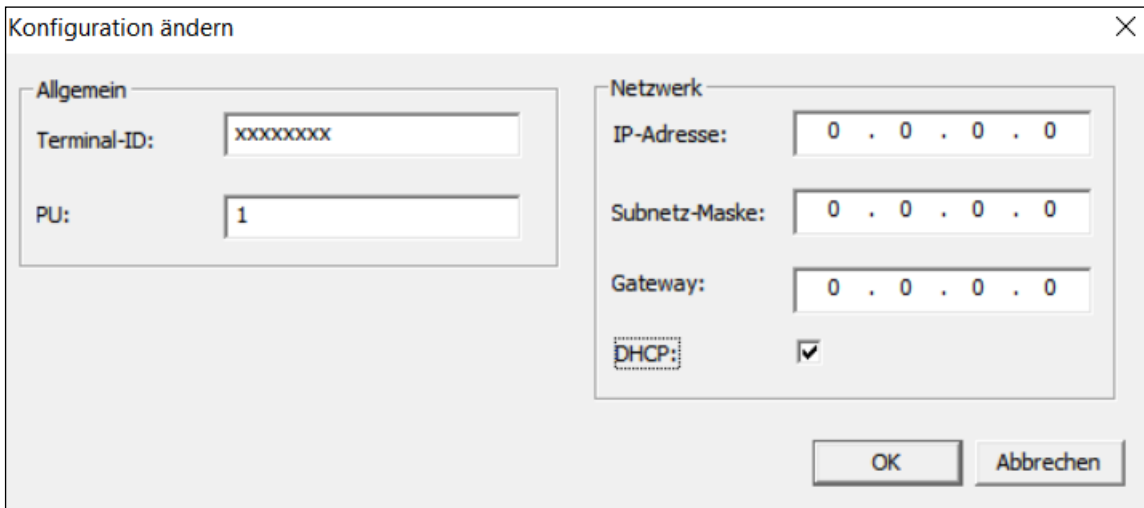 Konfiguration ändern
Allgemein
Terminal-ID: xxxxxxxx
PU: 1
Netzwerk
IP-Adresse: 0 . 0 . 0 . 0
Subnetz-Maske: 0 . 0 . 0 . 0
Gateway: 0 . 0 . 0 . 0
DHCP:
OK Abbrechen